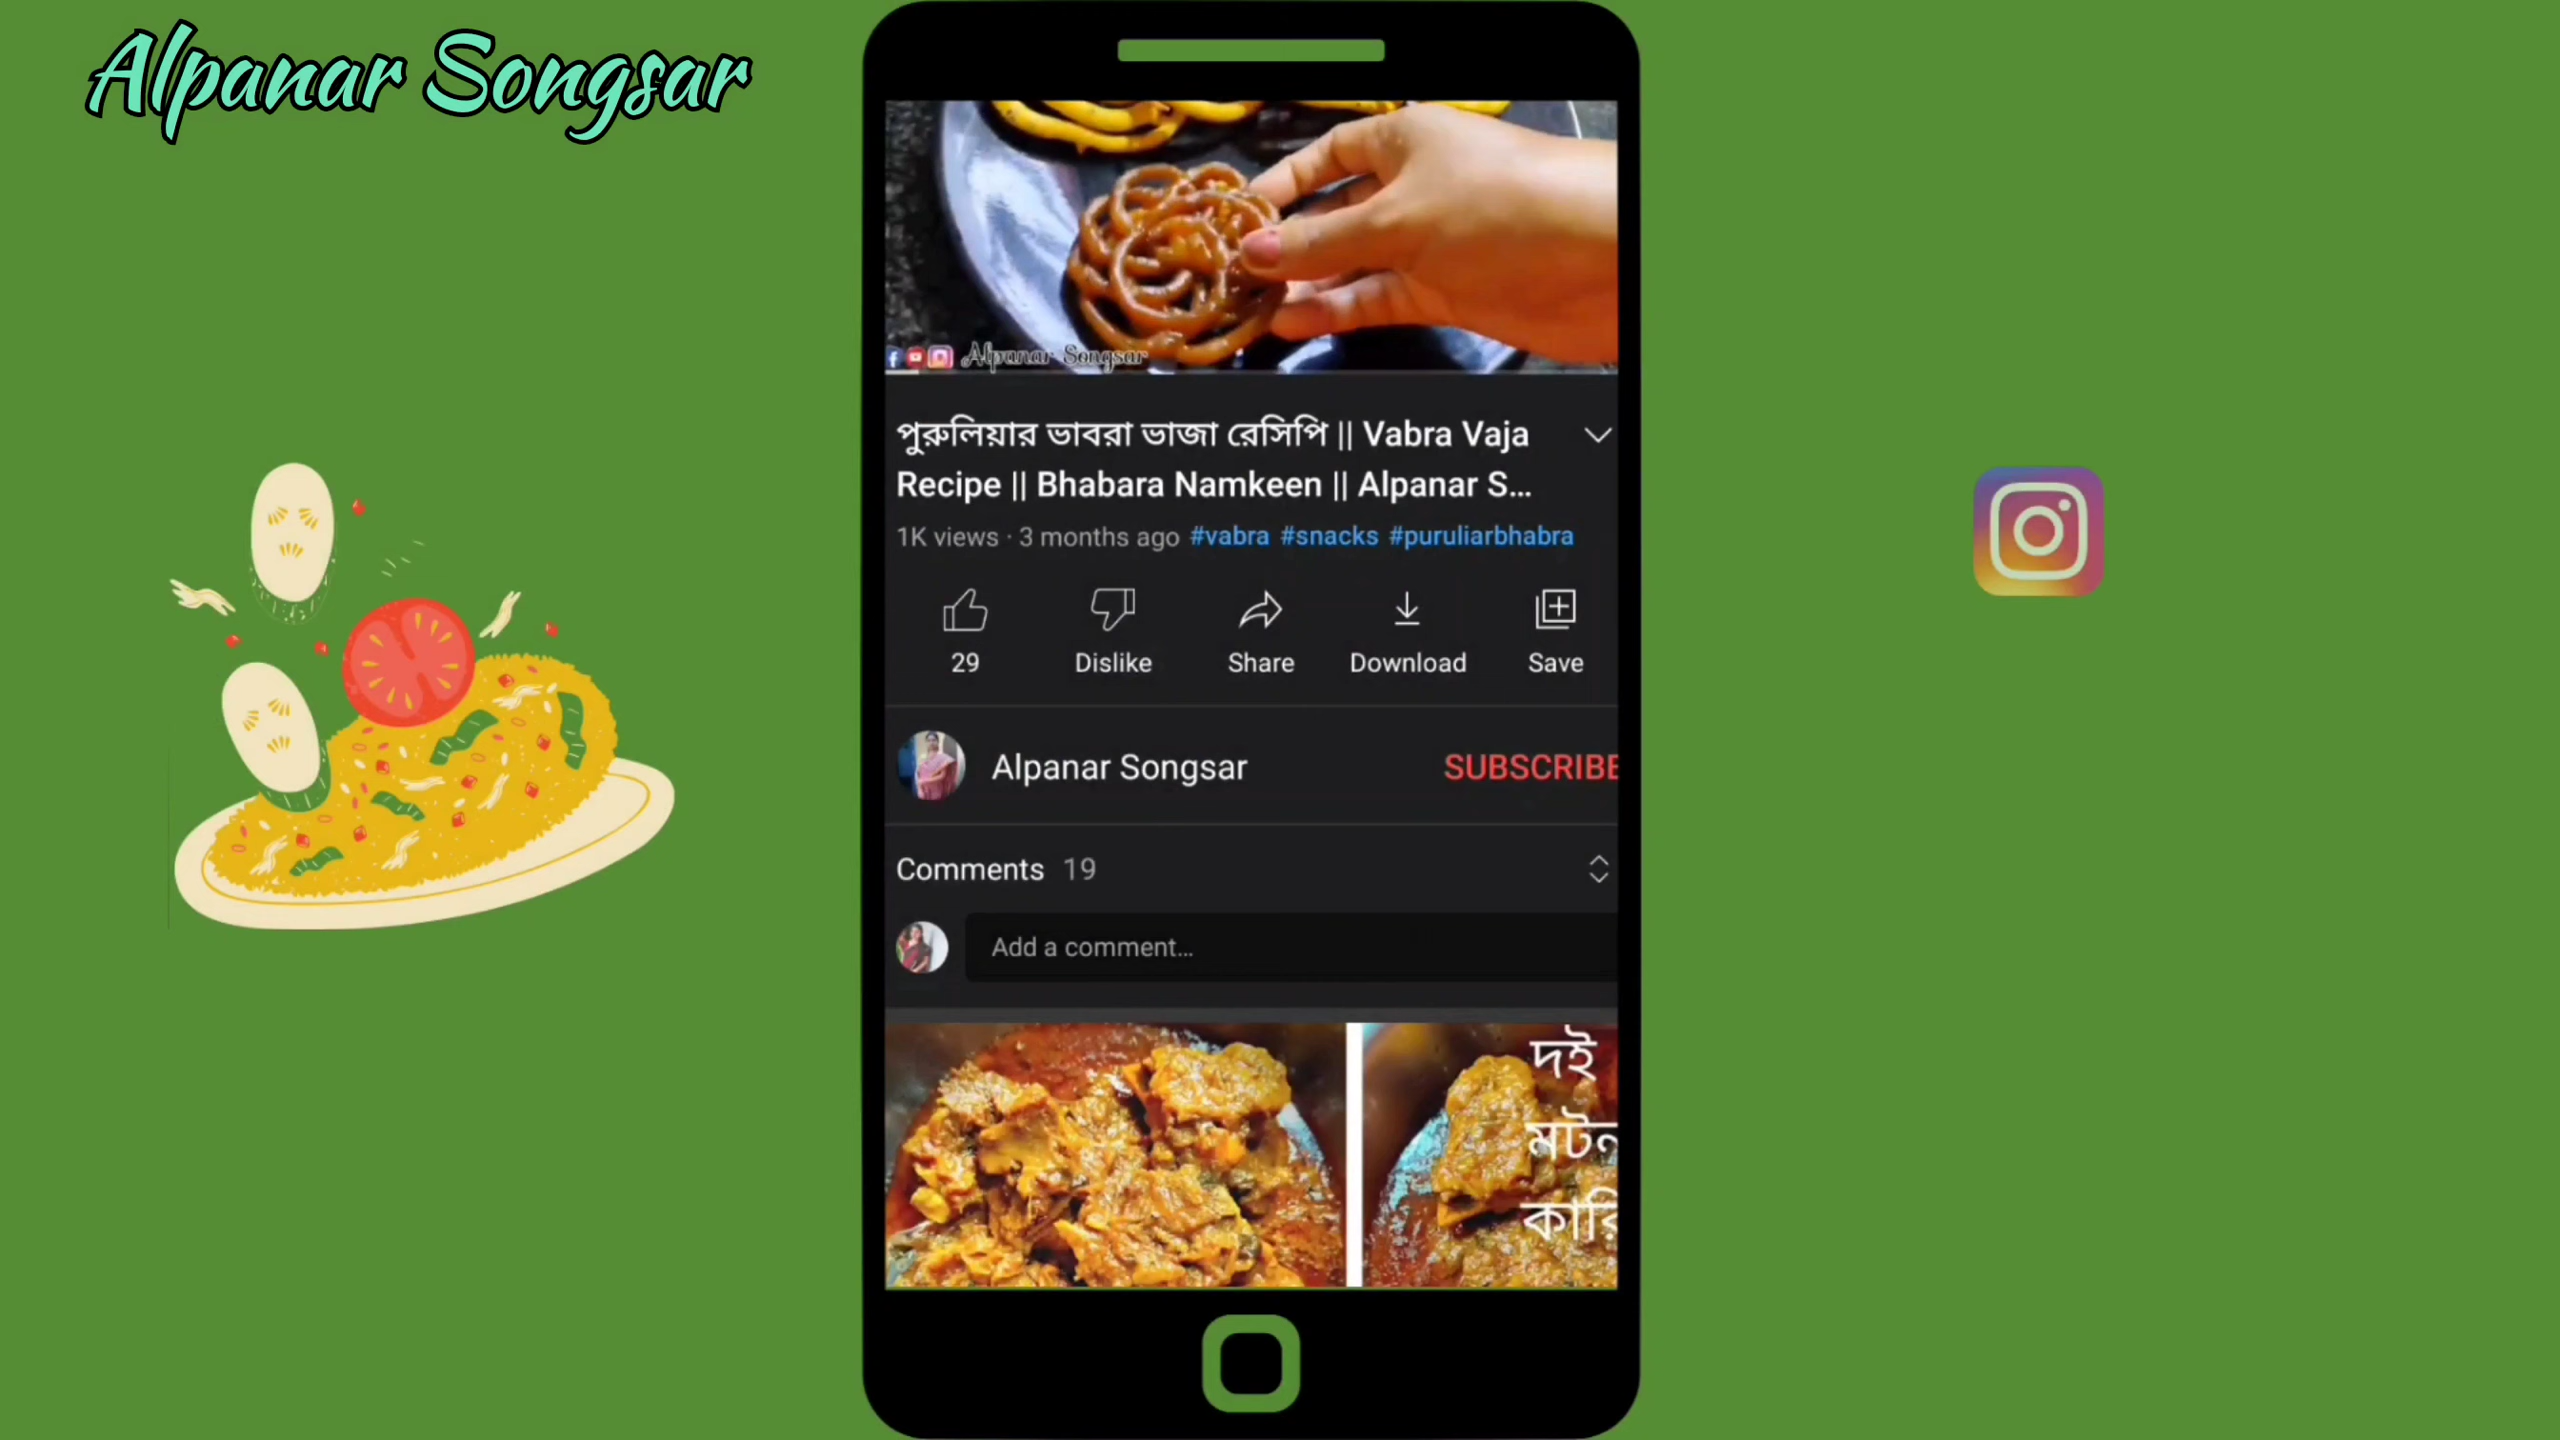 Alpanar Songsar
Alpanar Songsar
পুরুলিয়ার ভাবরা ভাজা রেসিপি || Vabra Vaja
Recipe || Bhabara Namkeen || Alpanar S...
1K views · 3 months ago #vabra #snacks #puruliarbhabra
29 Dislike Share Download Save
Alpanar Songsar SUBSCRIBE
Comments 19
Add a comment...
দই
মটন
কারি